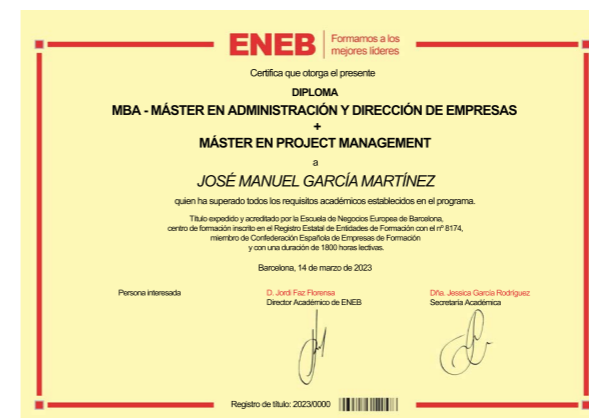 ENEB
Formamos a los
mejores líderes
Certifica que otorga el presente
DIPLOMA
MBA - MÁSTER EN ADMINISTRACIÓN Y DIRECCIÓN DE EMPRESAS
+
MÁSTER EN PROJECT MANAGEMENT
a
JOSÉ MANUEL GARCÍA MARTÍNEZ
quien ha superado todos los requisitos académicos establecidos en el programa.
Título expedido y acreditado por la Escuela de Negocios Europea de Barcelona,
centro de formación inscrito en el Registro Estatal de Entidades de Formación con el nº 8174,
miembro de Confederación Española de Empresas de Formación
y con una duración de 1800 horas lectivas.
Barcelona, 14 de marzo de 2023
Persona interesada
D. Jordi Faz Florensa
Director Académico de ENEB
Dña. Jessica García Rodríguez
Secretaria Académica
Registro de título: 2023/0000